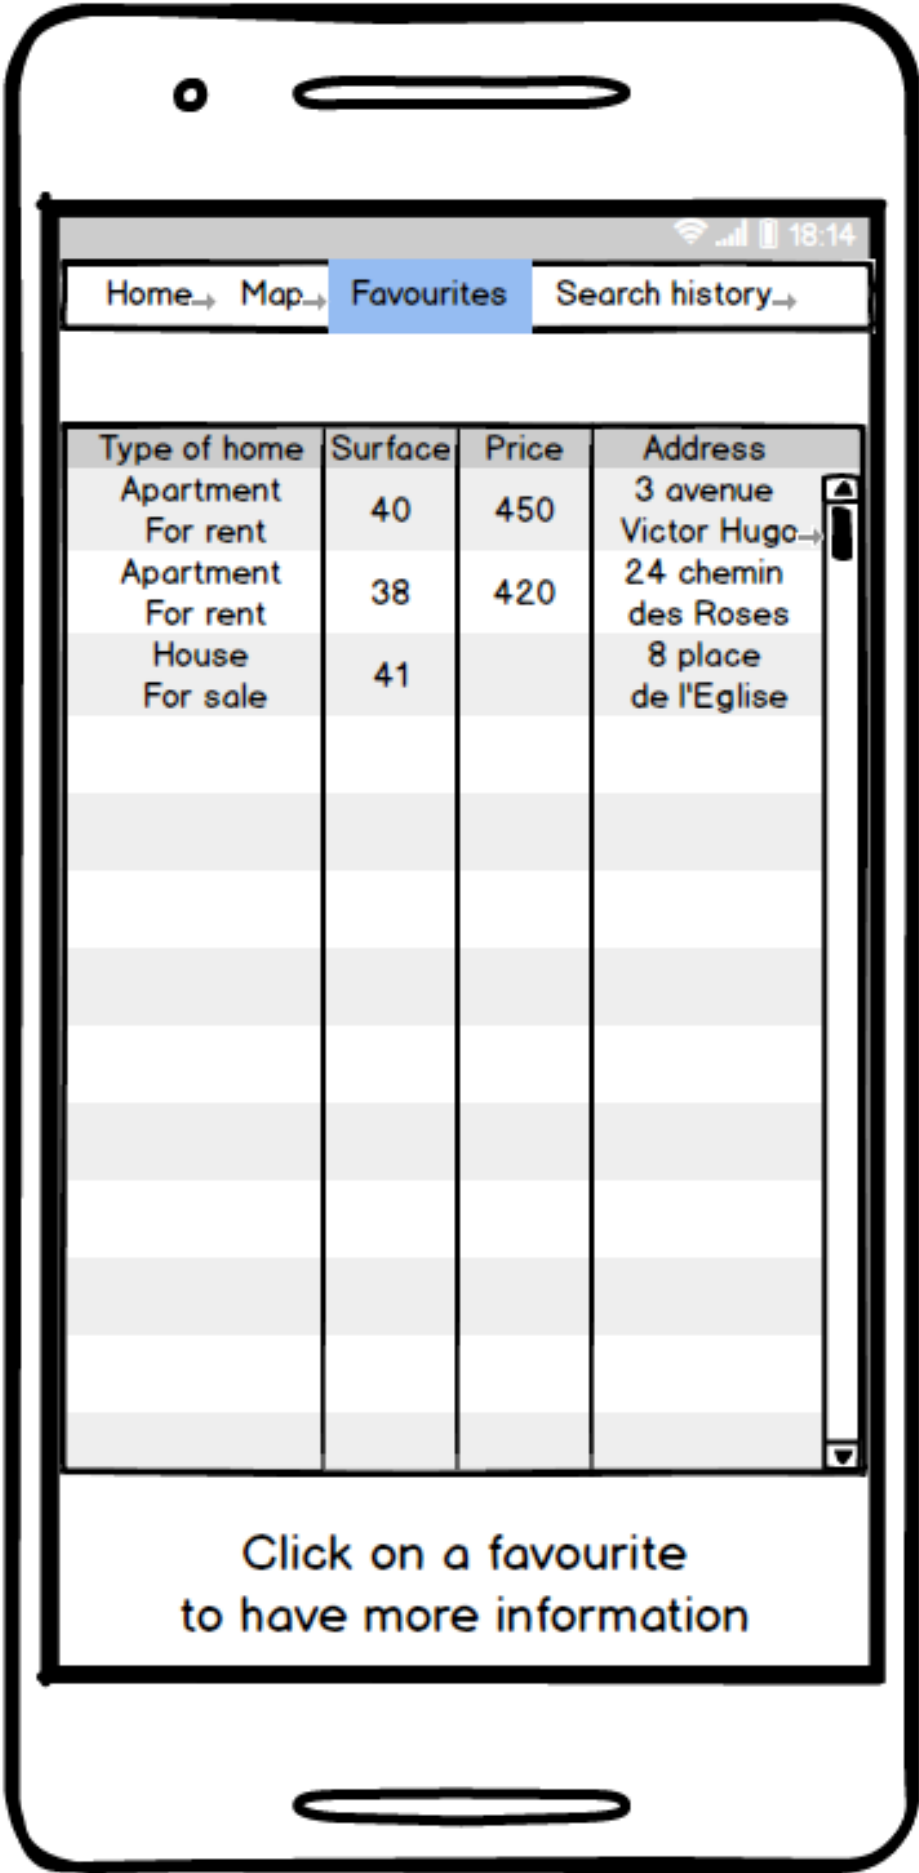 18:14
Home Map Favourites Search history
Type of home Surface Price Address
Apartment 3 avenue
40 450
For rent Victor Hugo
Apartment 24 chemin
38 420
For rent des Roses
House 8 place
41
For sale de l'Eglise
Click on a favourite
to have more information